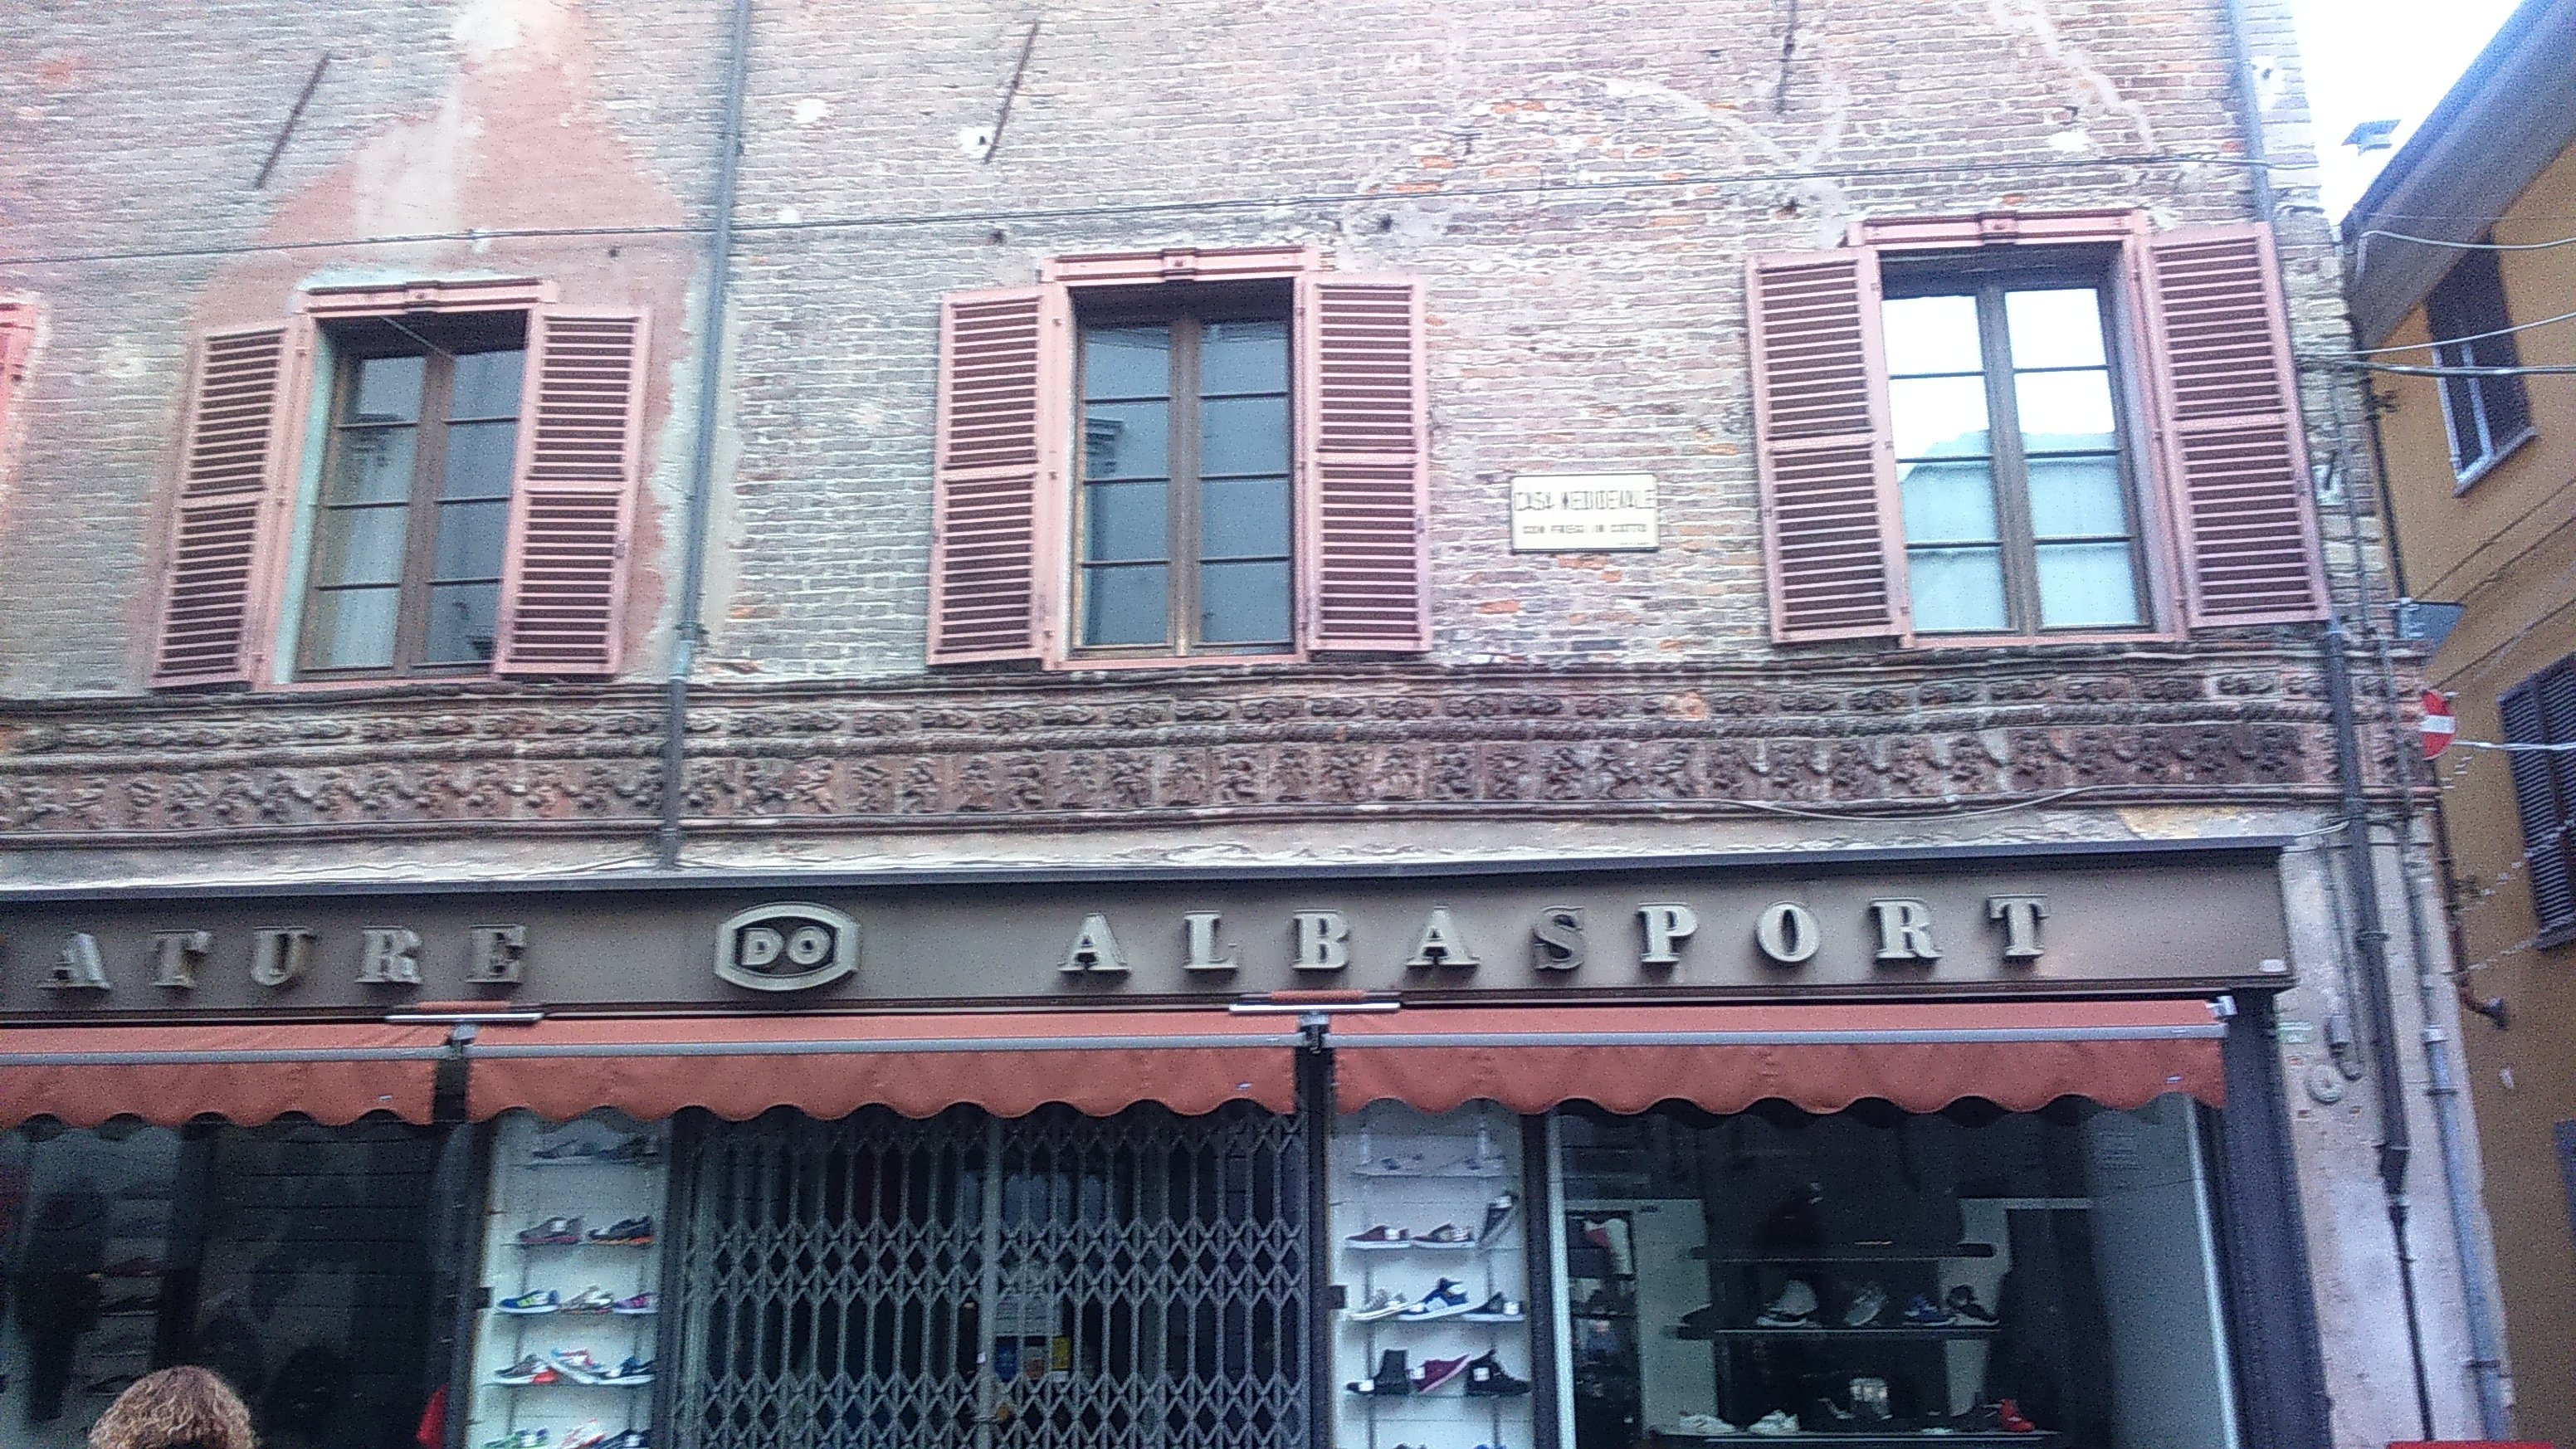 CASA MEDIOEVALE
CON FREGI IN COTTO
ATURE DO ALBASPORT